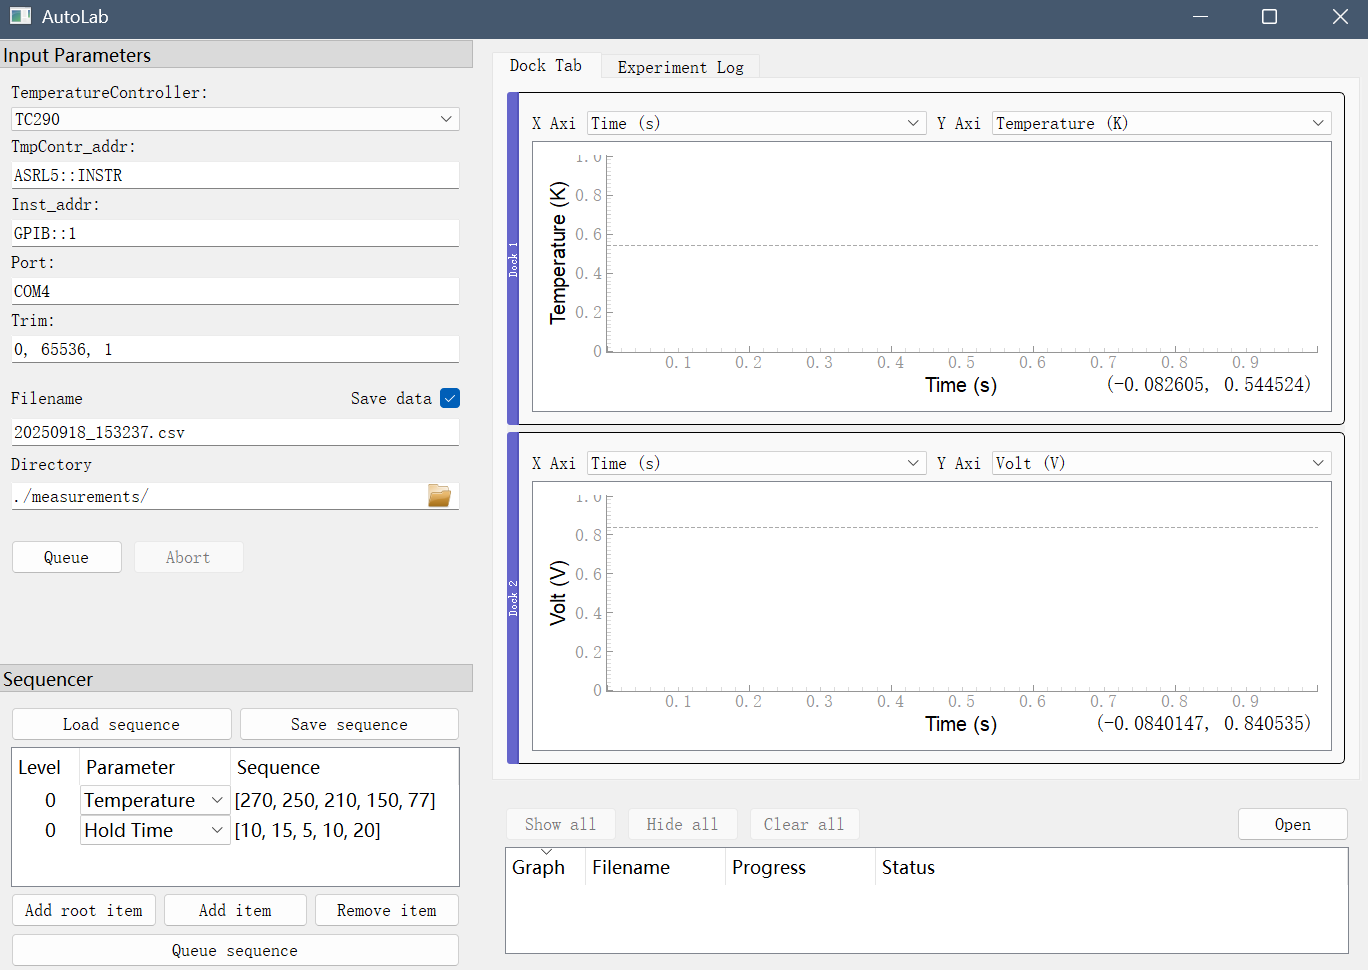 AutoLab
Input Parameters
TemperatureController:
TC290
TmpContr_addr:
ASRL5::INSTR
Inst_addr:
GPIB::1
Port:
COM4
Trim:
0, 65536, 1
Filename
Save data
20250918_153237.csv
Directory
./measurements/
Queue
Abort
Sequencer
Load sequence
Save sequence
Level Parameter Sequence
0 Temperature [270, 250, 210, 150, 77]
0 Hold Time [10, 15, 5, 10, 20]
Add root item
Add item
Remove item
Queue sequence
Dock Tab
Experiment Log
Dock 1
X Axi Time (s) Y Axi Temperature (K)
1.0
0.8
0.6
0.4
0.2
0
Temperature (K)
0.1 0.2 0.3 0.4 0.5 0.6 0.7 0.8 0.9
Time (s)
(-0.082605, 0.544524)
Dock 2
X Axi Time (s) Y Axi Volt (V)
1.0
0.8
0.6
0.4
0.2
0
Volt (V)
0.1 0.2 0.3 0.4 0.5 0.6 0.7 0.8 0.9
Time (s)
(-0.0840147, 0.840535)
Show all
Hide all
Clear all
Open
Graph Filename Progress Status